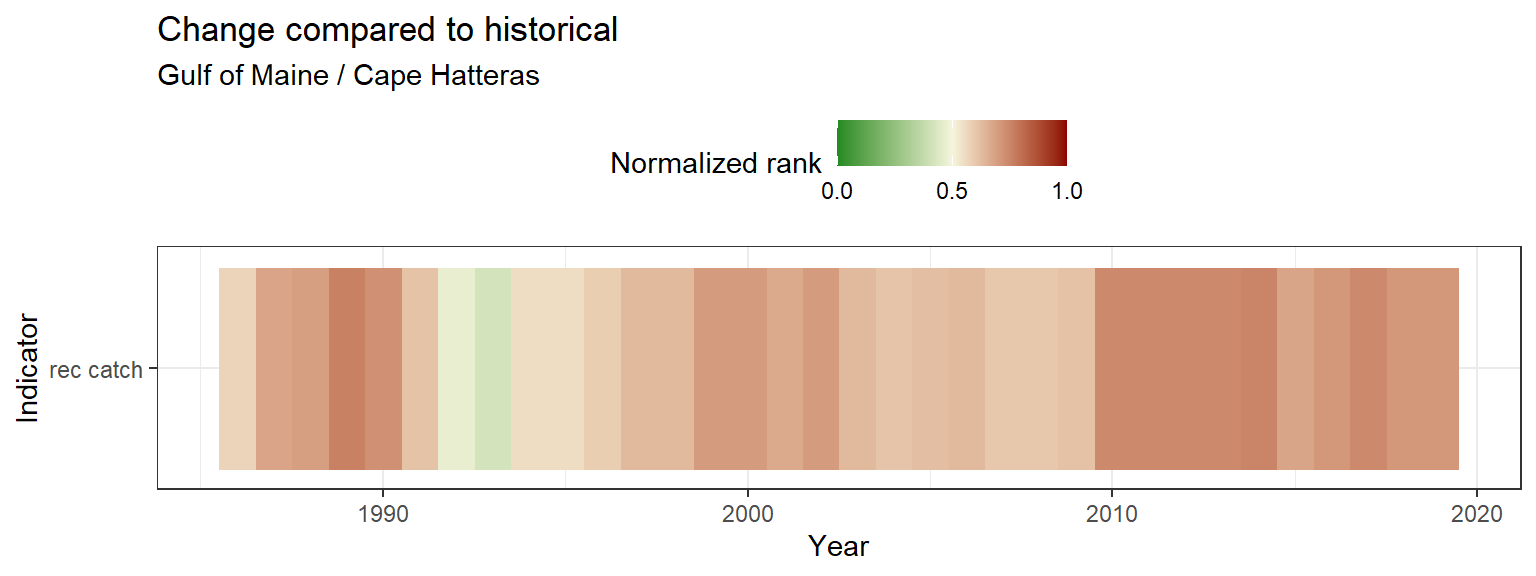 Change compared to historical
Gulf of Maine / Cape Hatteras
Normalized rank
0.0 0.5 1.0
Indicator
rec catch
1990 2000 2010 2020
Year